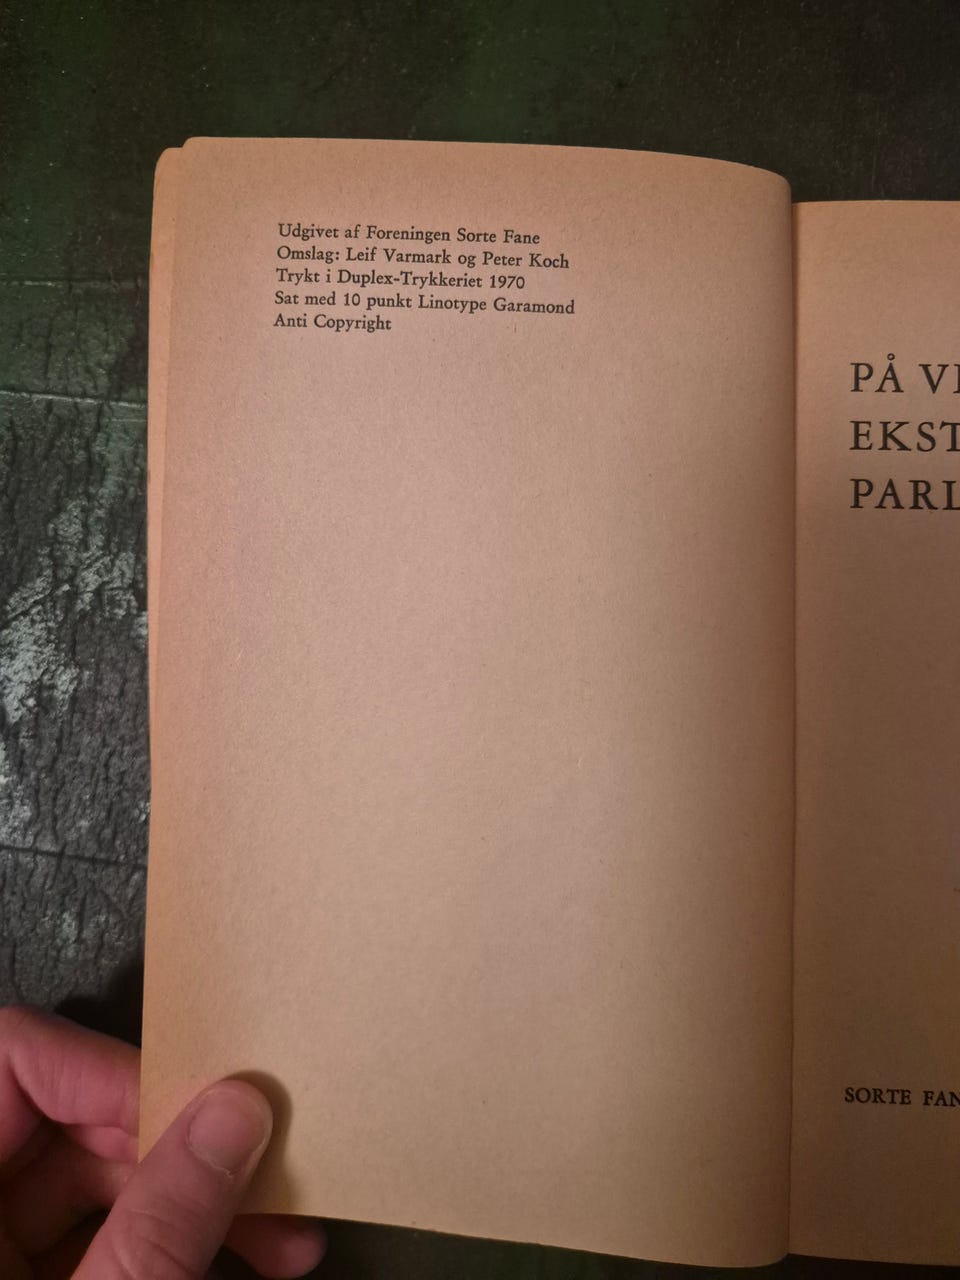 Udgivet af Foreningen Sorte Fane
Omslag: Leif Varmark og Peter Koch
Trykt i Duplex-Trykkeriet 1970
Sat med 10 punkt Linotype Garamond
Anti Copyright
PÅ
EKST
PARL
SORTE FAN